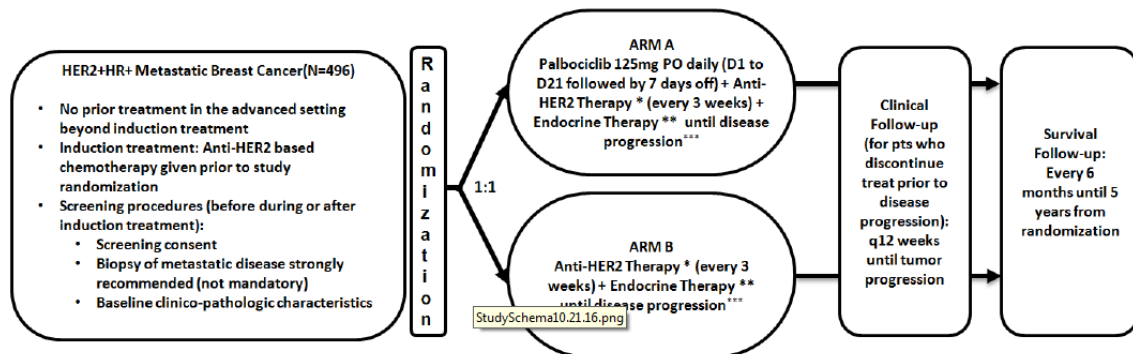 HER2+HR+ Metastatic Breast Cancer(N=496)
• No prior treatment in the advanced setting
beyond induction treatment
• Induction treatment: Anti-HER2 based
chemotherapy given prior to study
randomization
• Screening procedures (before during or after
induction treatment):
• Screening consent
• Biopsy of metastatic disease strongly
recommended (not mandatory)
• Baseline clinico-pathologic characteristics
Randomization
1:1
ARM A
Palbociclib 125mg PO daily (D1 to
D21 followed by 7 days off) + Anti-
HER2 Therapy * (every 3 weeks) +
Endocrine Therapy ** until disease
progression***
ARM B
Anti-HER2 Therapy * (every 3
weeks) + Endocrine Therapy **
until disease progression***
StudySchema10.21.16.png
Clinical
Follow-up
(for pts who
discontinue
treat prior to
disease
progression):
q12 weeks
until tumor
progression
Survival
Follow-up:
Every 6
months until 5
years from
randomization